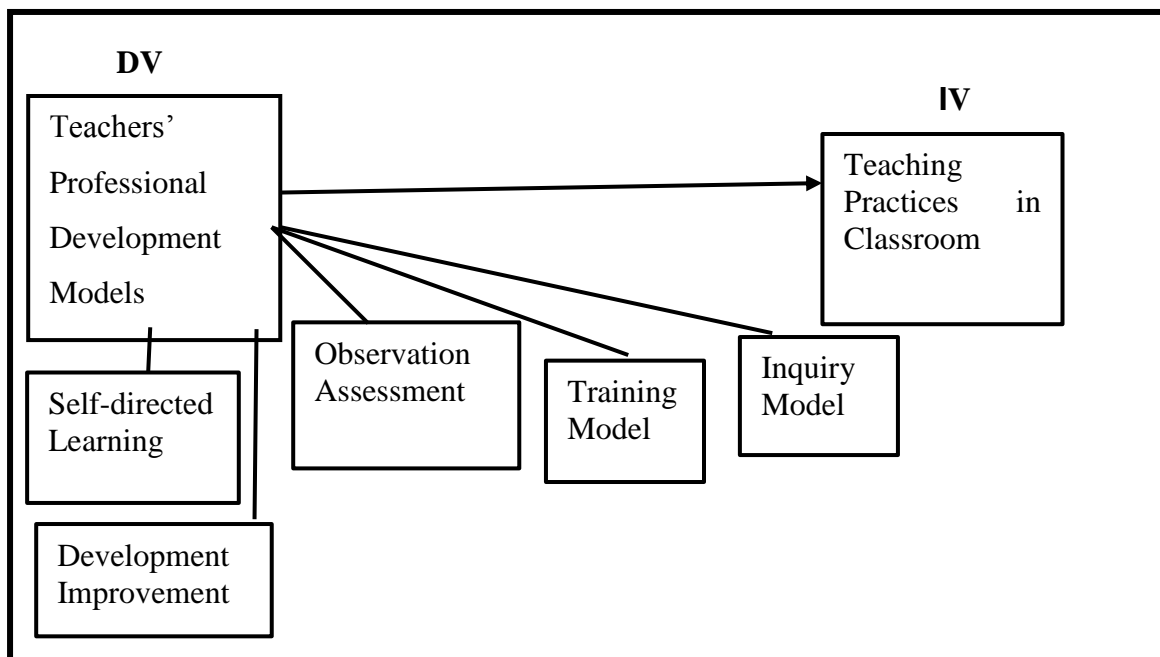 DV
Teachers’
Professional
Development
Models
IV
Teaching
Practices in
Classroom
Observation
Assessment
Training
Model
Inquiry
Model
Self-directed
Learning
Development
Improvement